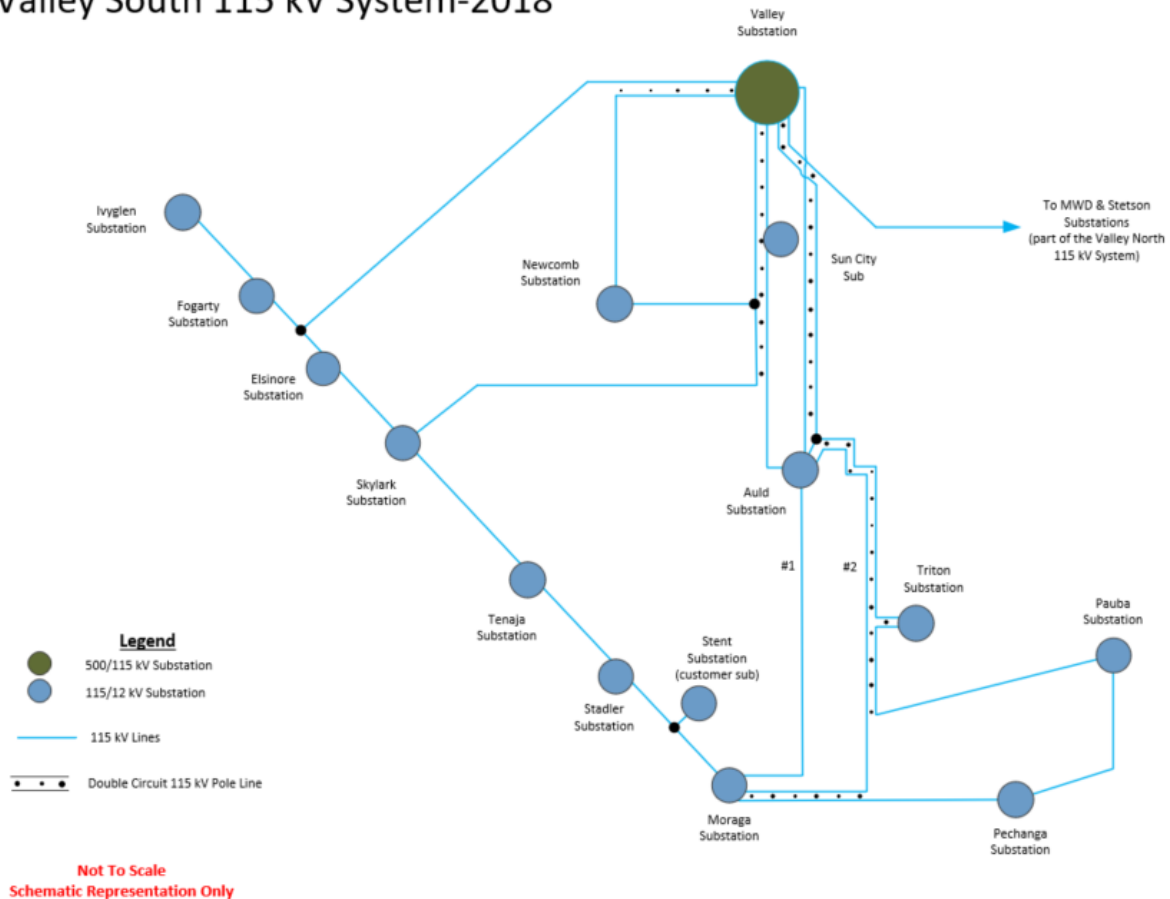 Valley South 115 kV System-2018
Valley
Substation
Ivyglen
Substation
To MWD & Stetson
Substations
(part of the Valley North
115 kV System)
Newcomb
Substation
Sun City
Sub
Fogarty
Substation
Elsinore
Substation
Skylark
Substation
Auld
Substation
#1
#2
Triton
Substation
Pauba
Substation
Tenaja
Substation
Stent
Substation
(customer sub)
Legend
500/115 kV Substation
115/12 kV Substation
115 kV Lines
Double Circuit 115 kV Pole Line
Stadler
Substation
Moraga
Substation
Pechanga
Substation
Not To Scale
Schematic Representation Only